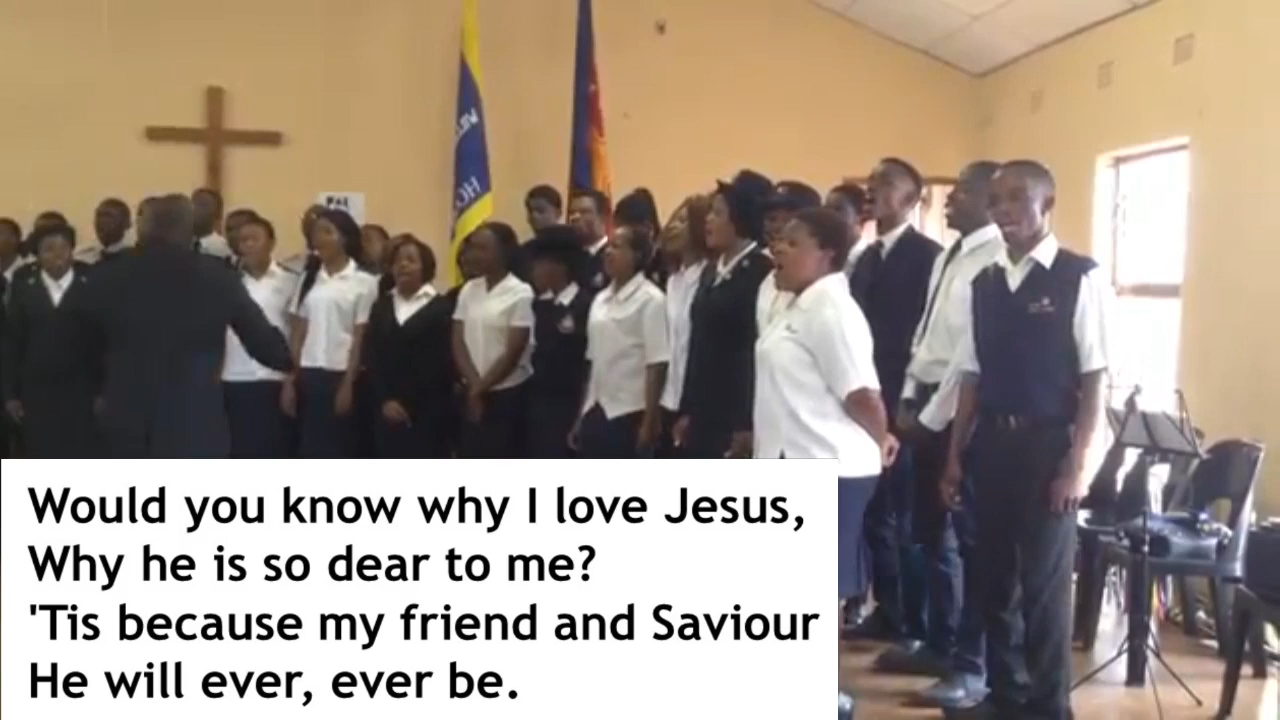 Would you know why I love Jesus,
Why he is so dear to me?
'Tis because my friend and Saviour
He will ever, ever be.